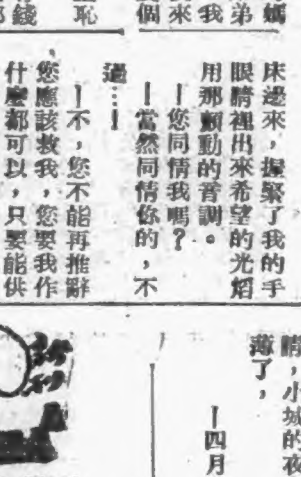 媽
弟
我
來
個
恥
錢
床邊來，握緊了我的手
眼睛裡出來希望的光焰
用那顫動的音調。
—您同情我嗎？
—當然同情你的，不
過…—
—不，您不能再推辭
，您應該救我，您要我作
什麼都可以，只要能供
，小城的夜
薄了，
—四月